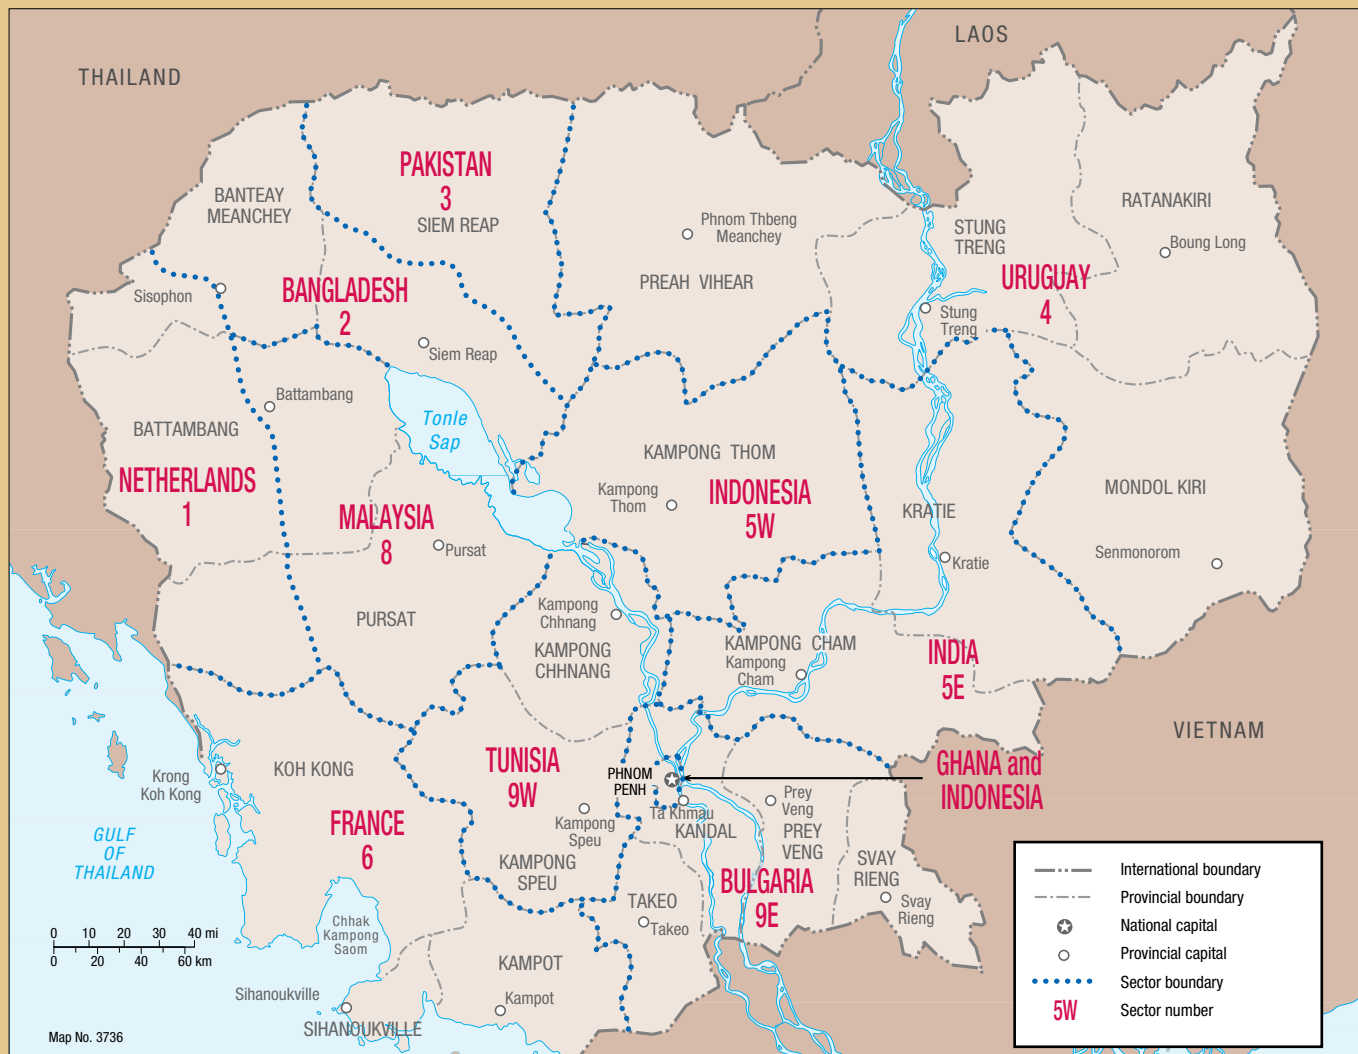 LAOS
THAILAND
PAKISTAN
3
SIEM REAP
BANTEAY
MEANCHEY
RATANAKIRI
Phnom Thbeng
Meanchey
STUNG
TRENG
Boung Long
PREAH VIHEAR
URUGUAY
4
Sisophon
BANGLADESH
2
Stung
Treng
Siem Reap
Battambang
Tonle
Sap
BATTAMBANG
KAMPONG THOM
NETHERLANDS
1
Kampong
Thom
INDONESIA
5W
MONDOL KIRI
MALAYSIA
8
KRATIE
Pursat
Kratie
Senmonorom
PURSAT
Kampong
Chhnang
KAMPONG
CHHNANG
KAMPONG CHAM
Kampong
Cham
INDIA
5E
VIETNAM
Krong
Koh Kong
KOH KONG
TUNISIA
9W
PHNOM
PENH
GHANA and
INDONESIA
Ta Khmau
KANDAL
Prey
Veng
PREY
VENG
FRANCE
6
Kampong
Speu
KAMPONG
SPEU
GULF
OF
THAILAND
SVAY
RIENG
Svay
Rieng
BULGARIA
9E
TAKEO
Takeo
Chhak
Kampong
Saom
0 10 20 30 40 mi
0 20 40 60 km
KAMPOT
Kampot
Sihanoukville
SIHANOUKVILLE
Map No. 3736
International boundary
Provincial boundary
National capital
Provincial capital
Sector boundary
5W Sector number